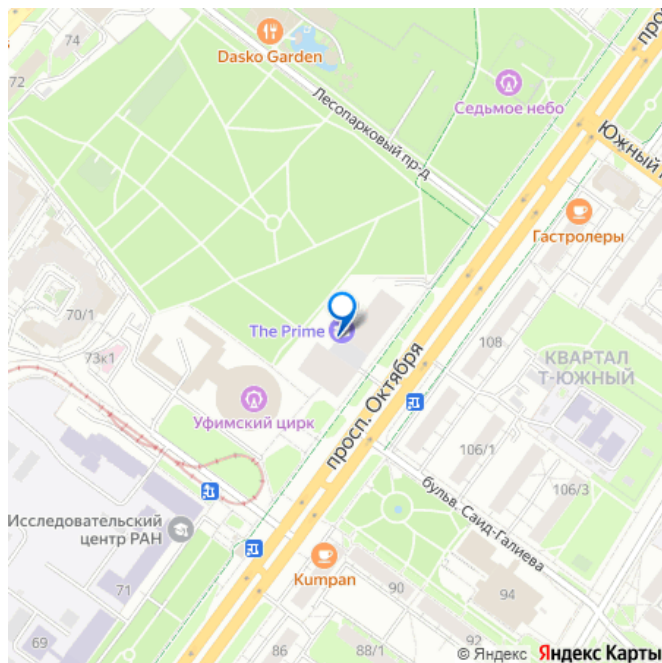 74
s
72
Dasko Garden
Лесопарковый пр-д
Седьмое небо
Южный
Гастролеры
70/1
73к1
The Prime
108
КВАРТАЛ
Т-ЮЖНЫЙ
просп. Октября
Уфимский цирк
106/1
106/3
бульв. Саид-Галиева
Исследовательский
центр РАН
71
Kumpan
90
94
69
86
88/1
92
© Яндекс Яндекс Карты